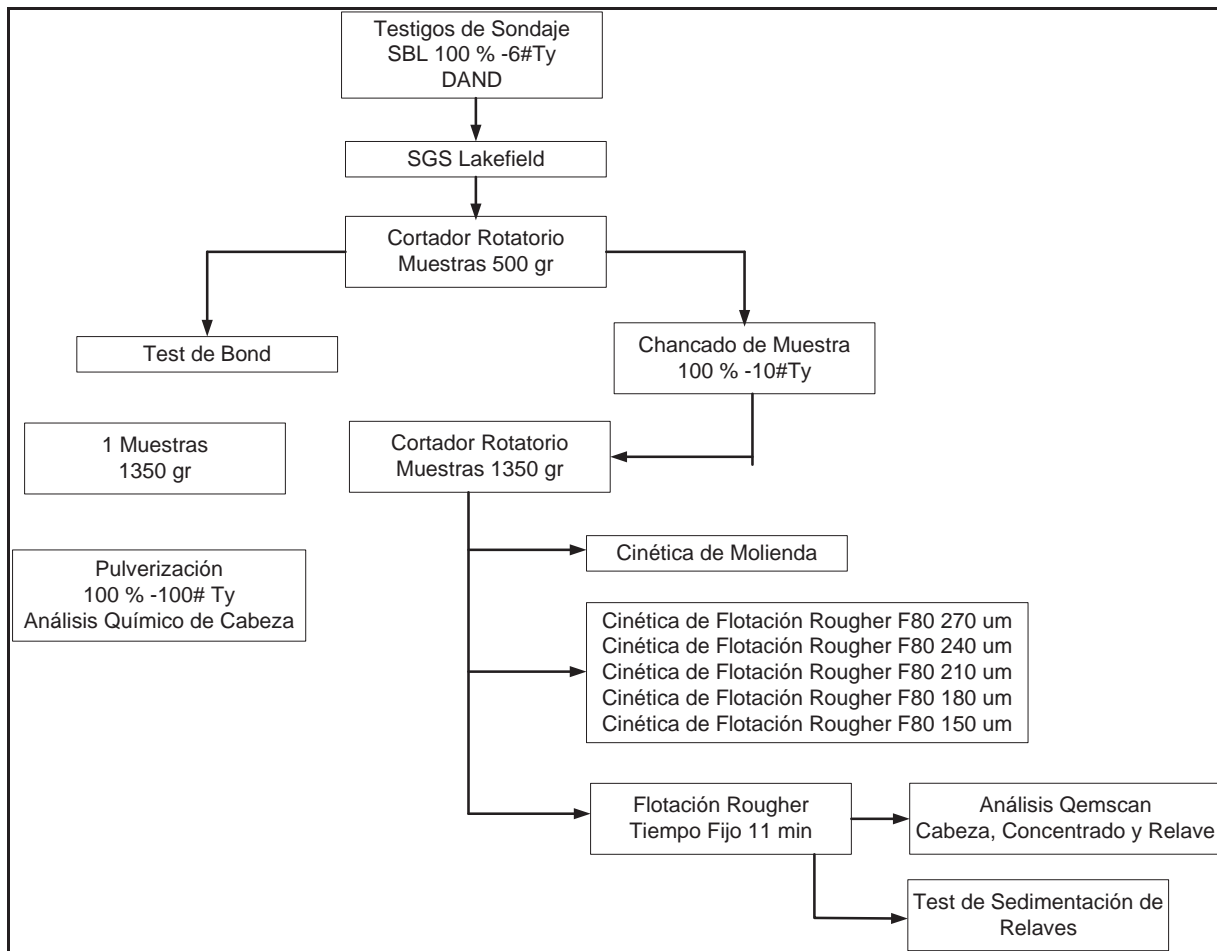 Testigos de Sondaje
SBL 100 % -6#Ty
DAND
SGS Lakefield
Cortador Rotatorio
Muestras 500 gr
Test de Bond
Chancado de Muestra
100 % -10#Ty
1 Muestras
1350 gr
Cortador Rotatorio
Muestras 1350 gr
Cinética de Molienda
Pulverización
100 % -100# Ty
Análisis Químico de Cabeza
Cinética de Flotación Rougher F80 270 um
Cinética de Flotación Rougher F80 240 um
Cinética de Flotación Rougher F80 210 um
Cinética de Flotación Rougher F80 180 um
Cinética de Flotación Rougher F80 150 um
Flotación Rougher
Tiempo Fijo 11 min
Análisis Qemscan
Cabeza, Concentrado y Relave
Test de Sedimentación de
Relaves